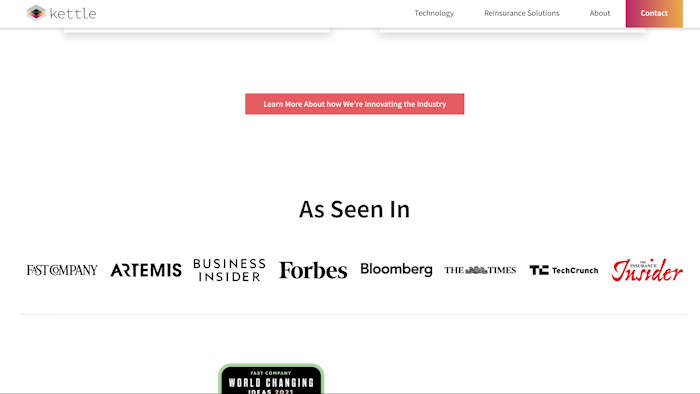 kettle
Technology
Reinsurance Solutions
About
Contact
Learn More About how We're Innovating the Industry
As Seen In
FAST COMPANY
ARTEMIS
BUSINESS
INSIDER
Forbes
Bloomberg
THE TIMES
TC TechCrunch
THE
INSURANCE
Insider
FAST COMPANY
WORLD CHANGING
IDEAS 2021